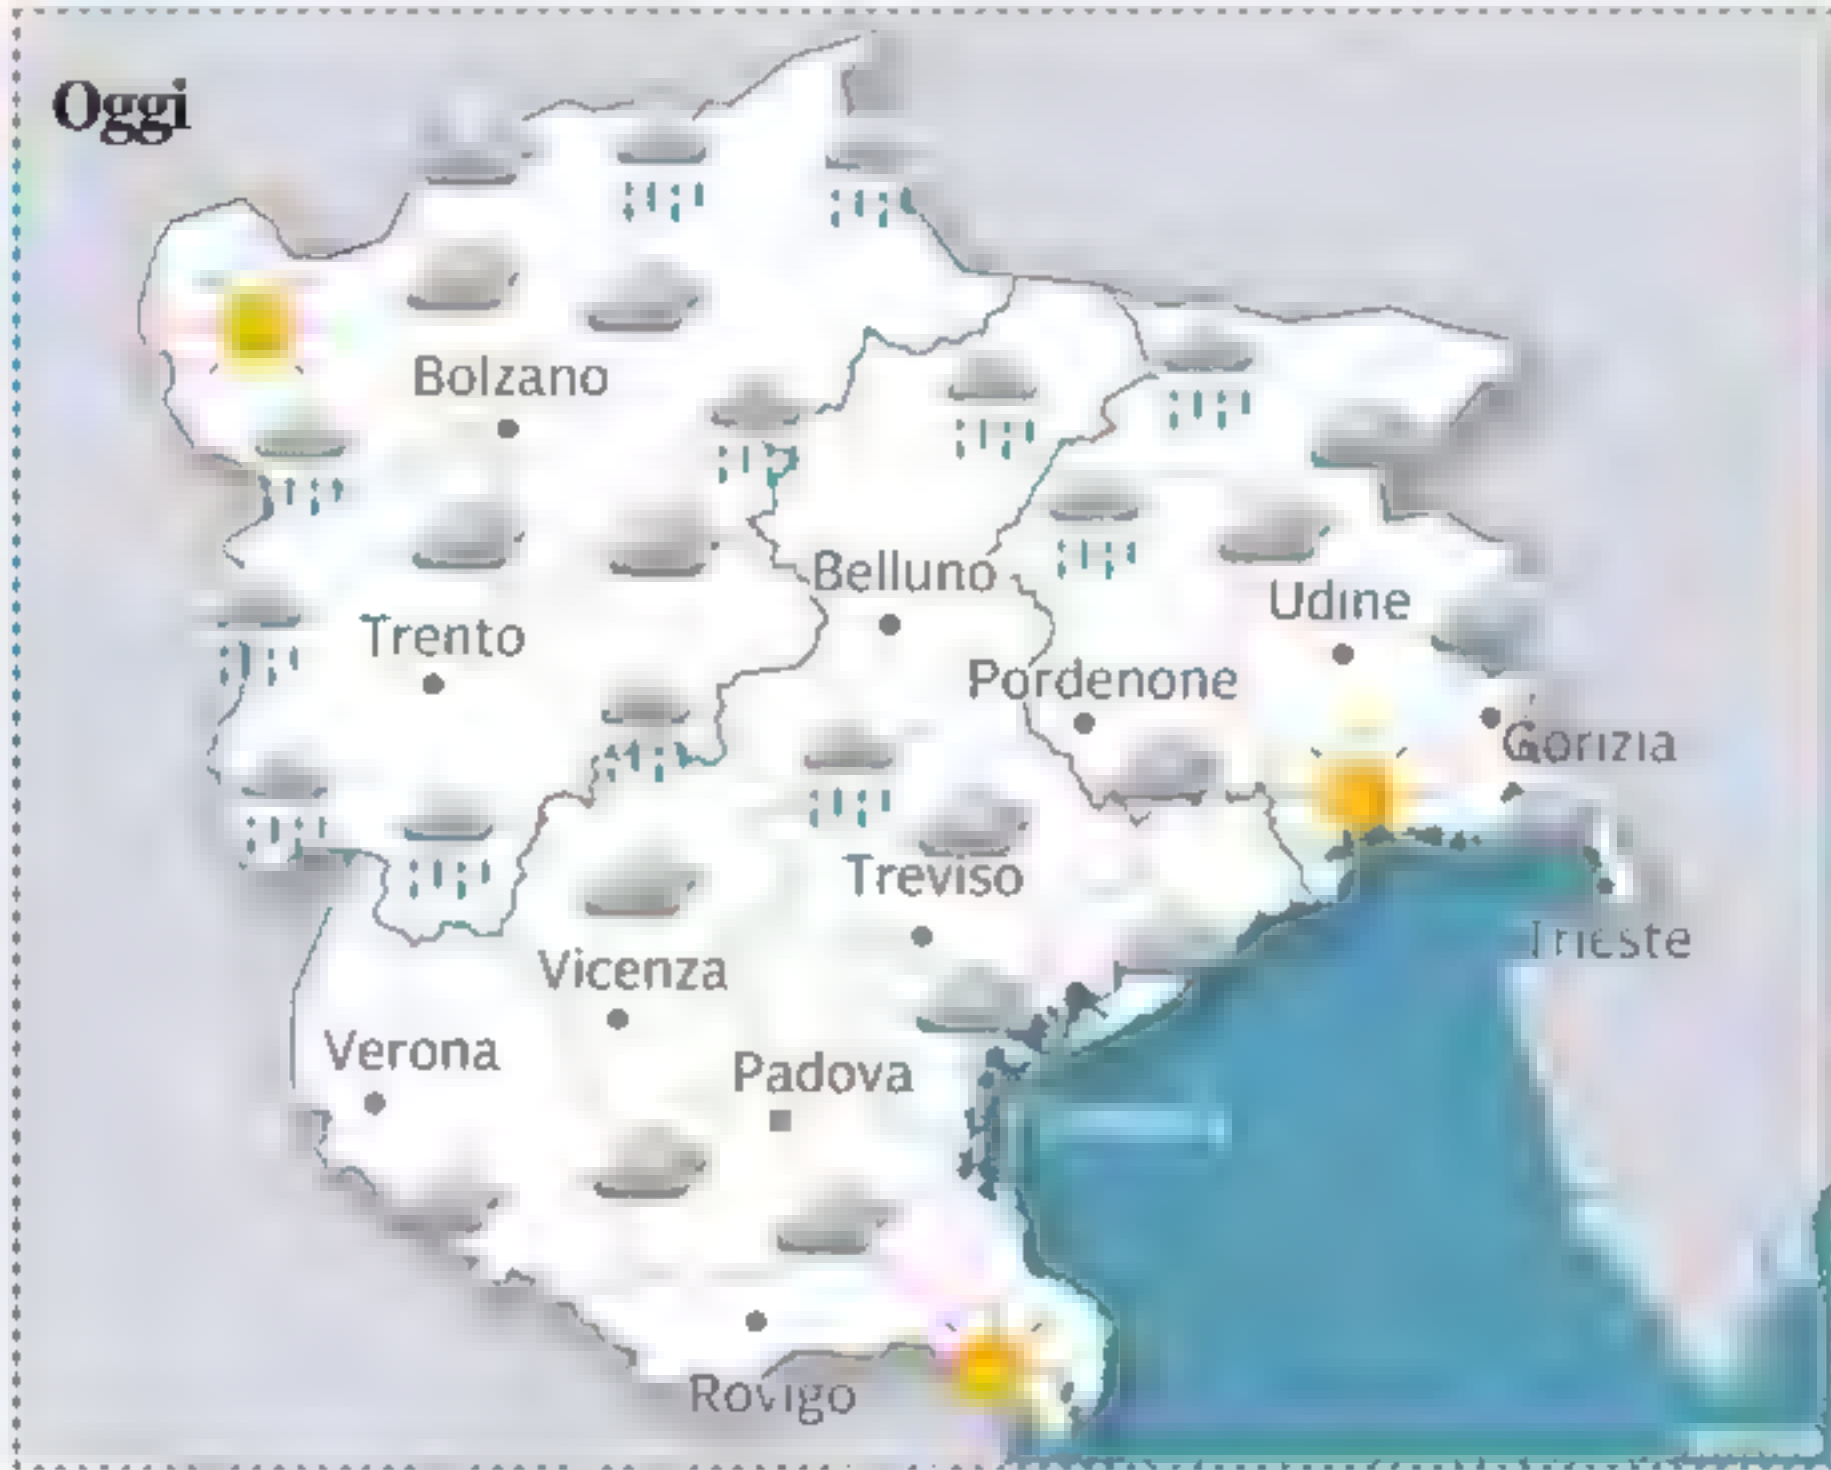 Oggi
Bolzano
Belluno
Udine
Trento
Pordenone
Gorizia
Treviso
Trieste
Vicenza
Verona
Padova
Rovigo